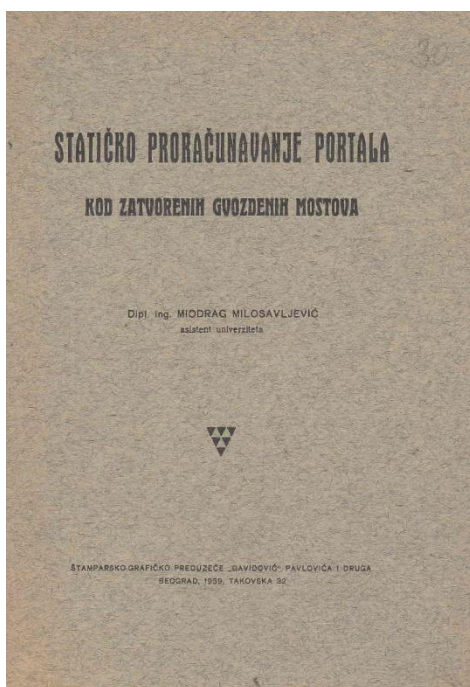 30
STATIČKO PRORAČUNAVANJE PORTALA
KOD ZATVORENIH GVOZDENIH MOSTOVA
Dipl. ing. MIODRAG MILOSAVLJEVIĆ
asistent univerziteta
ŠTAMPARSKO-GRAFIČKO PREDUZEĆE „DAVIDOVIĆ“ PAVLOVIĆA I DRUGA
BEOGRAD, 1939, TAKOVSKA 32